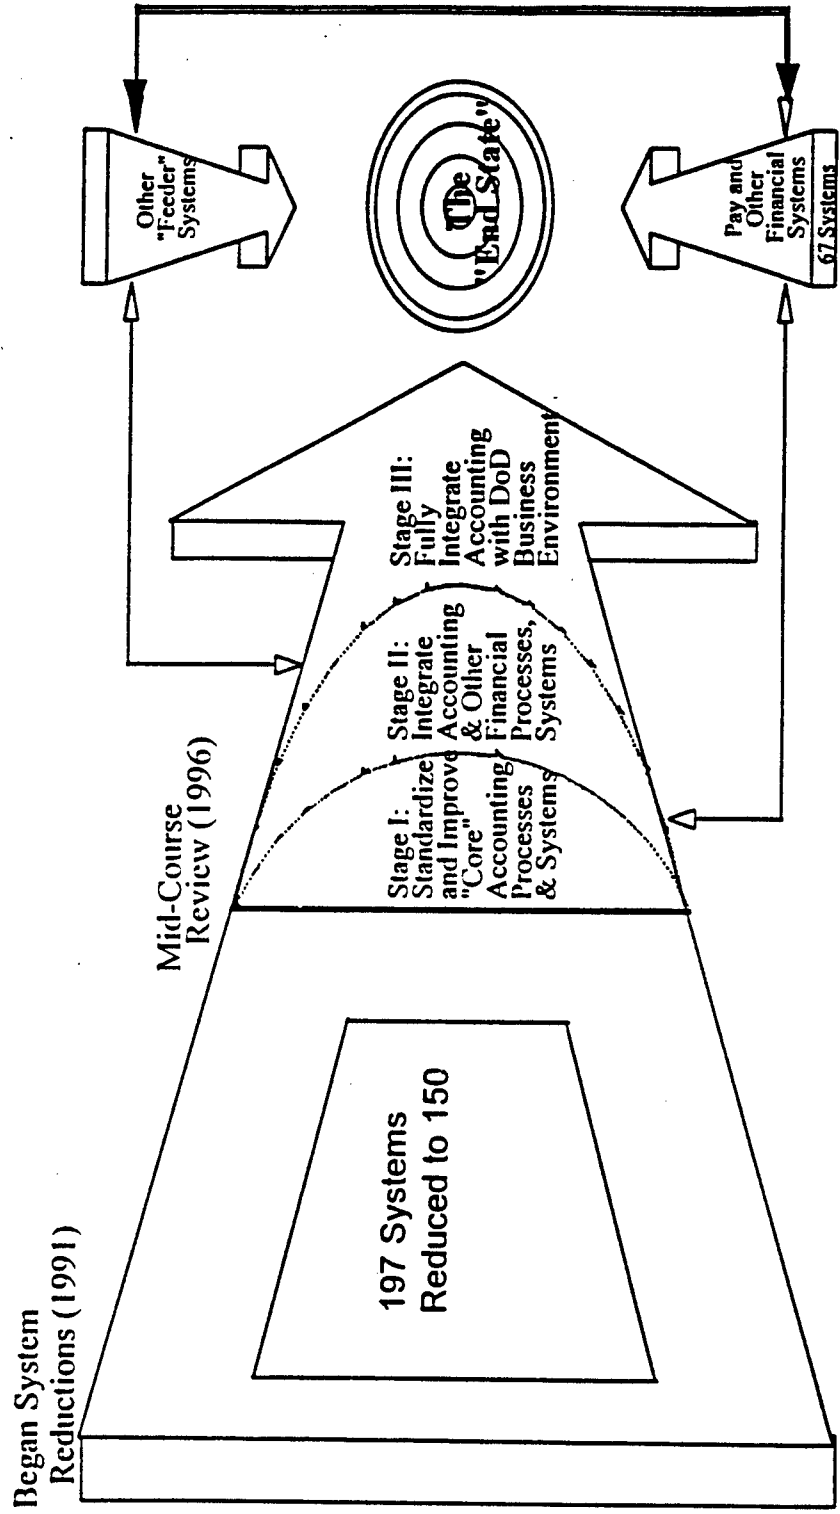 Began System
Reductions (1991)
Mid-Course
Review (1996)
197 Systems
Reduced to 150
Stage I:
Standardize
and Improve
"Core"
Accounting
Processes
& Systems
Stage II:
Integrate
Accounting
& Other
Financial
Processes,
Systems
Stage III:
Fully
Integrate
Accounting
with DoD
Business
Environment
Other
"Feeder"
Systems
The
"End State"
Pay and
Other
Financial
Systems
67 Systems